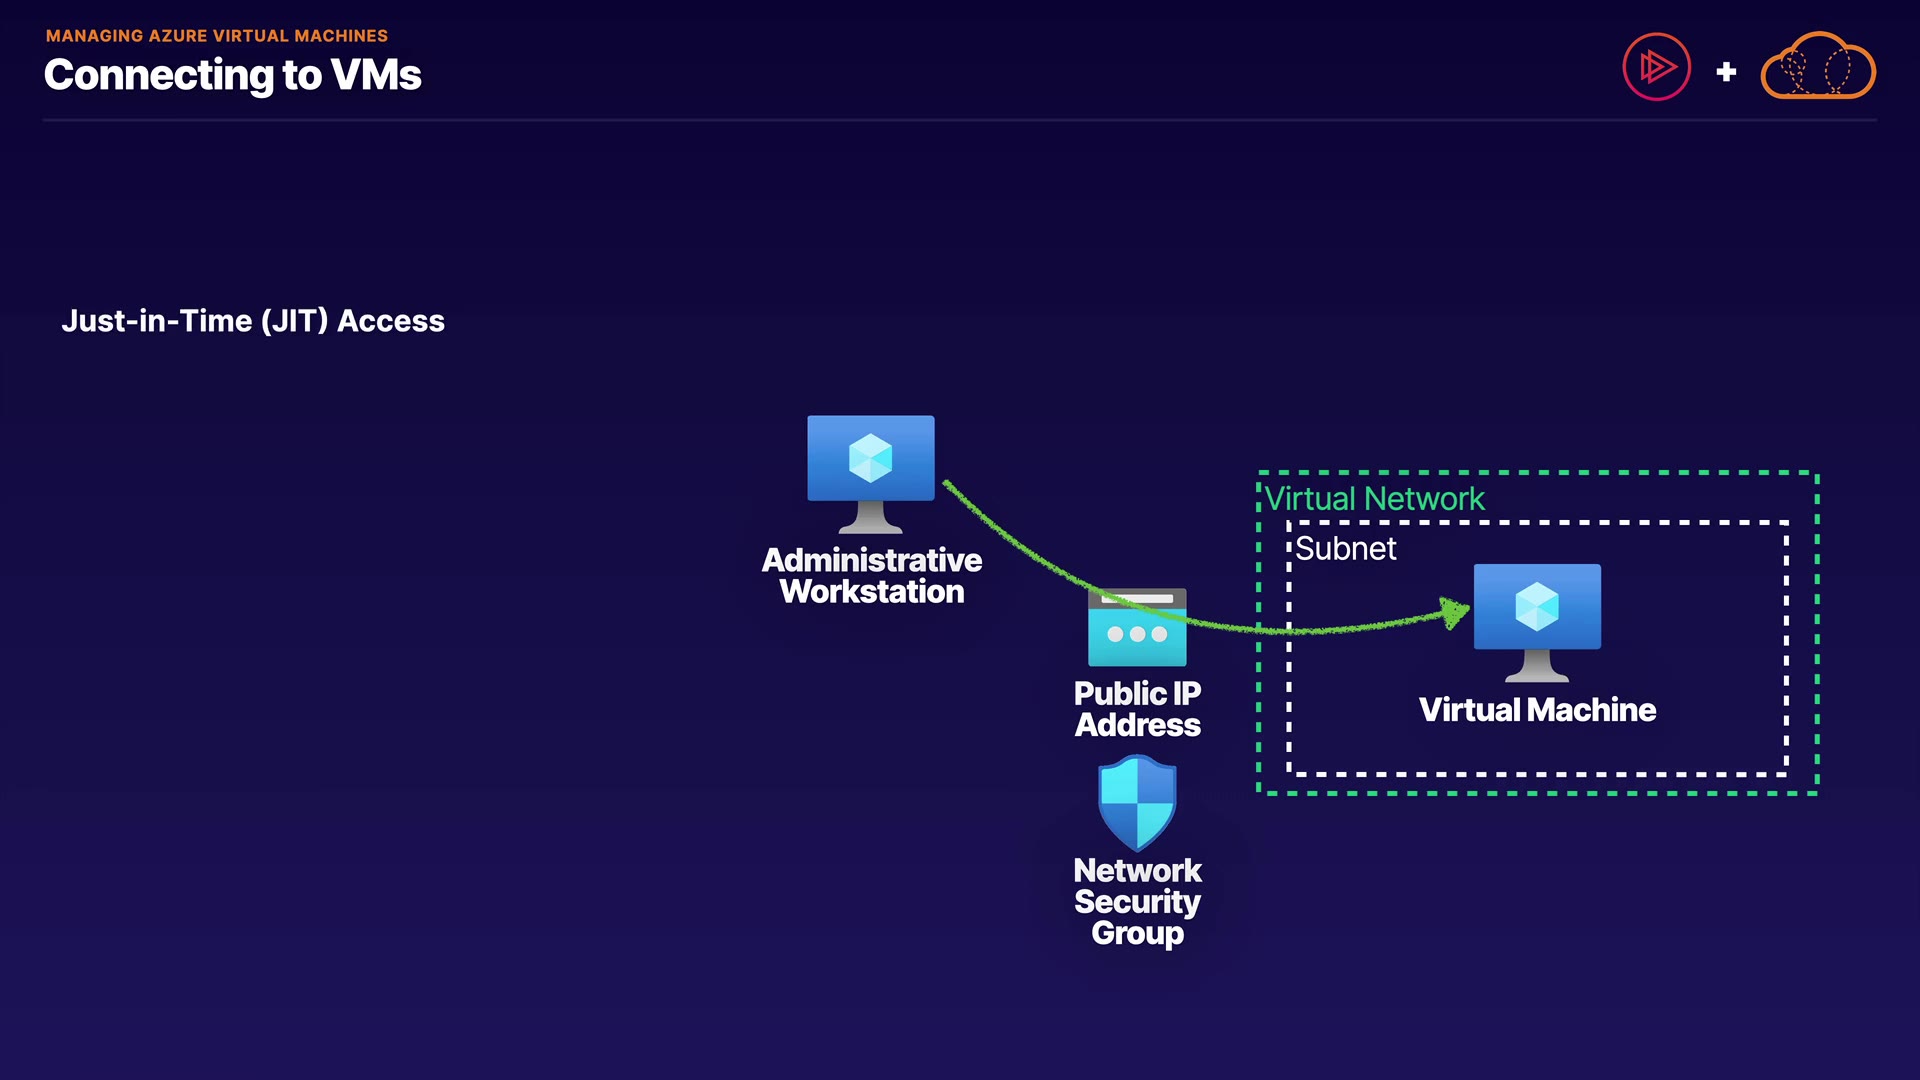 MANAGING AZURE VIRTUAL MACHINES
Connecting to VMs
Just-in-Time (JIT) Access
Administrative
Workstation
Public IP
Address
Network
Security
Group
Virtual Network
Subnet
Virtual Machine